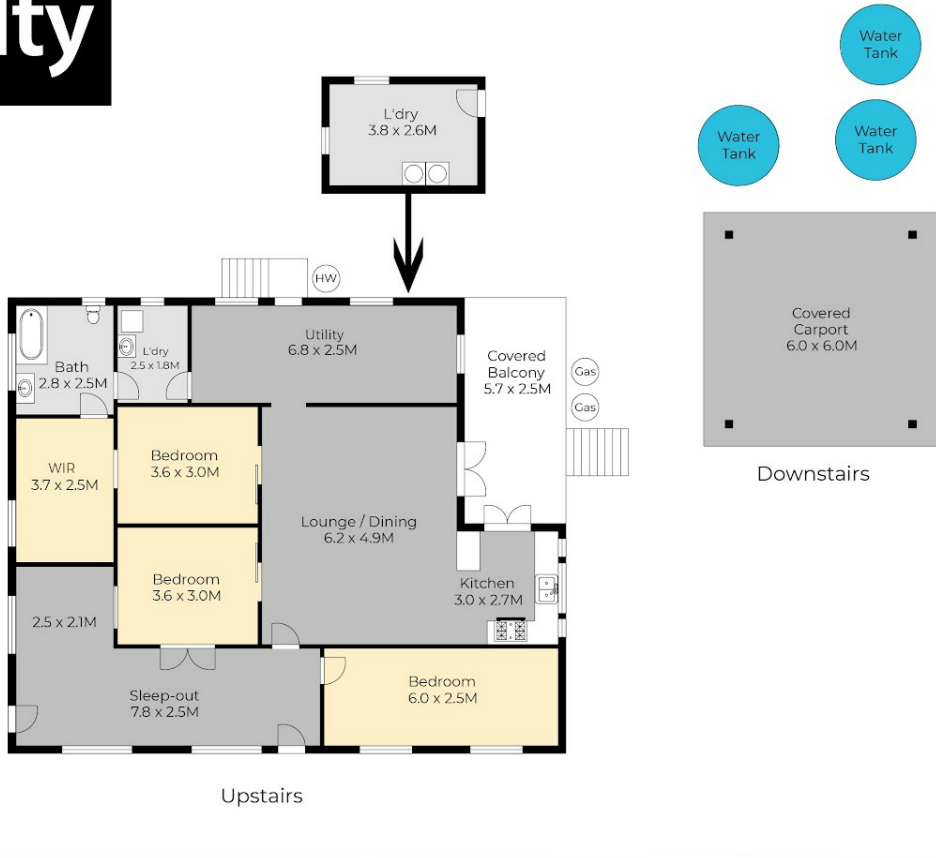 L'dry
3.8 x 2.6M
Water
Tank
Water
Tank
Water
Tank
HW
Utility
6.8 x 2.5M
Bath
2.8 x 2.5M
L'dry
2.5 x 1.8M
Covered
Balcony
5.7 x 2.5M
Gas
Gas
Covered
Carport
6.0 x 6.0M
WIR
3.7 x 2.5M
Bedroom
3.6 x 3.0M
Lounge / Dining
6.2 x 4.9M
Downstairs
Bedroom
3.6 x 3.0M
Kitchen
3.0 x 2.7M
2.5 x 2.1M
Sleep-out
7.8 x 2.5M
Bedroom
6.0 x 2.5M
Upstairs